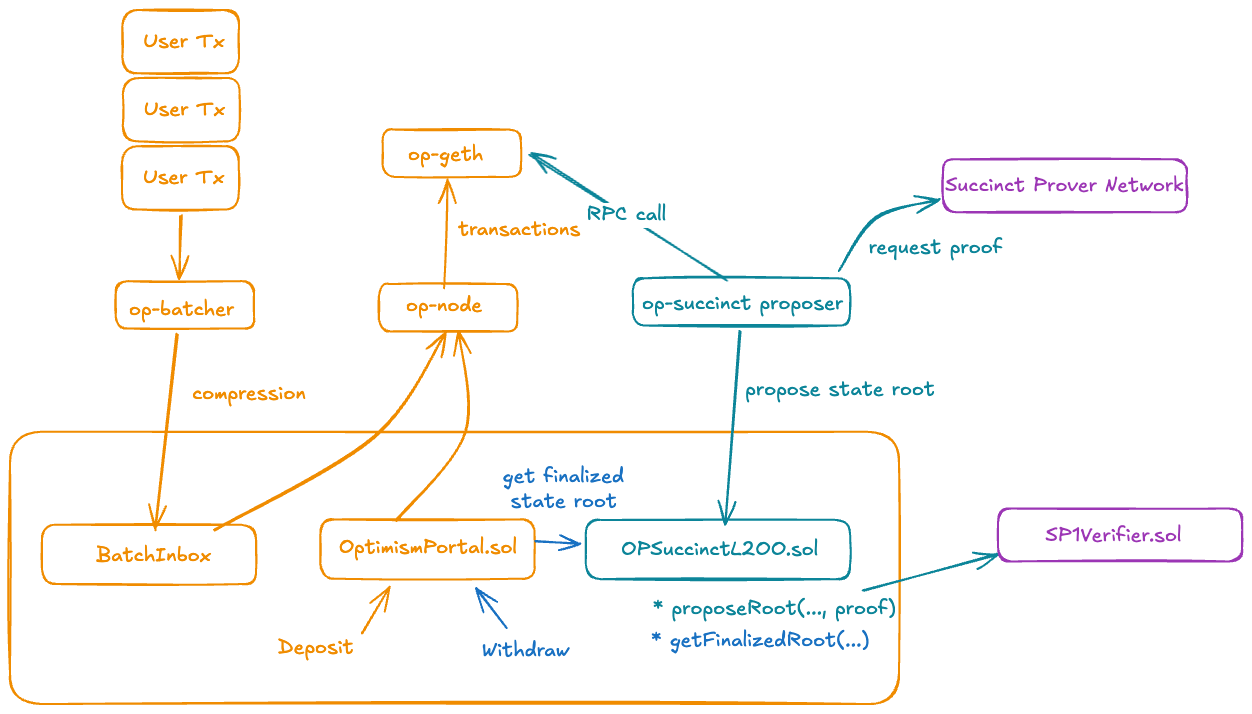 User Tx
User Tx
User Tx
op-geth
Succinct Prover Network
RPC call
transactions
request proof
op-batcher
op-node
op-succinct proposer
compression
propose state root
get finalized
state root
BatchInbox
OptimismPortal.sol
OPSuccinctL2OO.sol
SP1Verifier.sol
* proposeRoot(..., proof)
* getFinalizedRoot(...)
Deposit
Withdraw